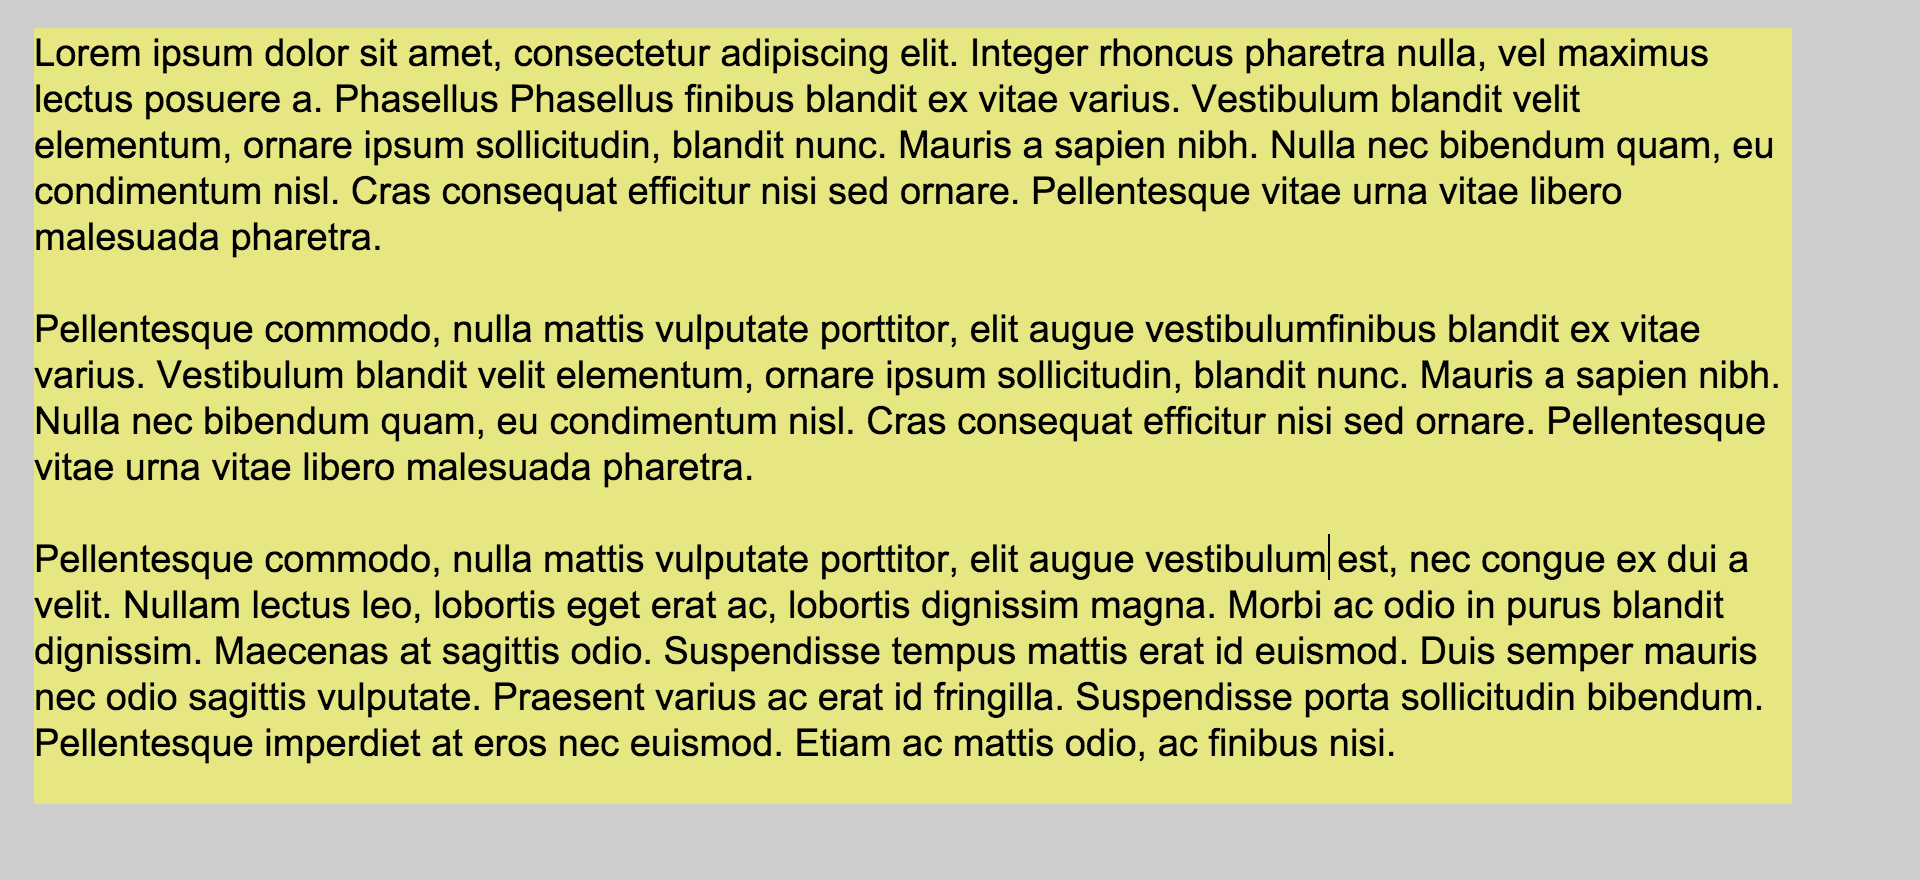 Lorem ipsum dolor sit amet, consectetur adipiscing elit. Integer rhoncus pharetra nulla, vel maximus
lectus posuere a. Phasellus Phasellus finibus blandit ex vitae varius. Vestibulum blandit velit
elementum, ornare ipsum sollicitudin, blandit nunc. Mauris a sapien nibh. Nulla nec bibendum quam, eu
condimentum nisl. Cras consequat efficitur nisi sed ornare. Pellentesque vitae urna vitae libero
malesuada pharetra.
Pellentesque commodo, nulla mattis vulputate porttitor, elit augue vestibulumfinibus blandit ex vitae
varius. Vestibulum blandit velit elementum, ornare ipsum sollicitudin, blandit nunc. Mauris a sapien nibh.
Nulla nec bibendum quam, eu condimentum nisl. Cras consequat efficitur nisi sed ornare. Pellentesque
vitae urna vitae libero malesuada pharetra.
Pellentesque commodo, nulla mattis vulputate porttitor, elit augue vestibulum est, nec congue ex dui a
velit. Nullam lectus leo, lobortis eget erat ac, lobortis dignissim magna. Morbi ac odio in purus blandit
dignissim. Maecenas at sagittis odio. Suspendisse tempus mattis erat id euismod. Duis semper mauris
nec odio sagittis vulputate. Praesent varius ac erat id fringilla. Suspendisse porta sollicitudin bibendum.
Pellentesque imperdiet at eros nec euismod. Etiam ac mattis odio, ac finibus nisi.